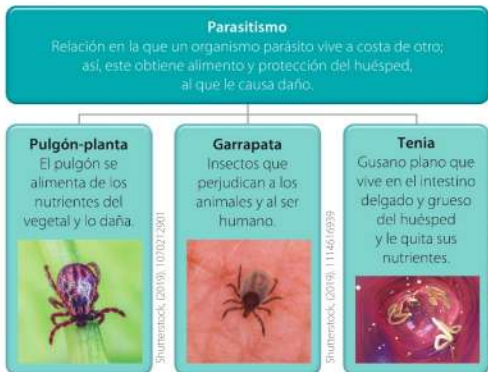 Parasitismo
Relación en la que un organismo parásito vive a costa de otro;
así, este obtiene alimento y protección del huésped,
al que le causa daño.
Pulgón-planta
El pulgón se
alimenta de los
nutrientes del
vegetal y lo daña.
Shutterstock, (2019), 1070212901
Garrapata
Insectos que
perjudican a los
animales y al ser
humano.
Shutterstock, (2019), 1114616939
Tenia
Gusano plano que
vive en el intestino
delgado y grueso
del huésped
y le quita sus
nutrientes.